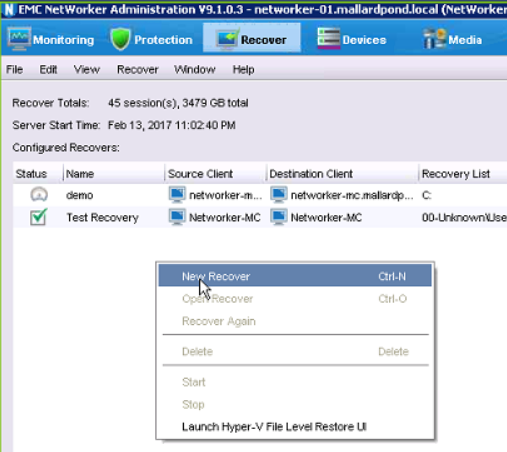 EMC NetWorker Administration V9.1.0.3 - networker-01.mallardpond.local (NetWorker
Monitoring Protection Recover Devices Media
File Edit View Recover Window Help
Recover Totals: 45 session(s), 3479 GB total
Server Start Time: Feb 13, 2017 11:02:40 PM
Configured Recovers:
Status Name Source Client Destination Client Recovery List
demo networker-m... networker-mc.mallardp... C:
Test Recovery Networker-MC Networker-MC 00-Unknown\Use
New Recover Ctrl-N
Open Recover Ctrl-O
Recover Again
Delete Delete
Start
Stop
Launch Hyper-V File Level Restore UI